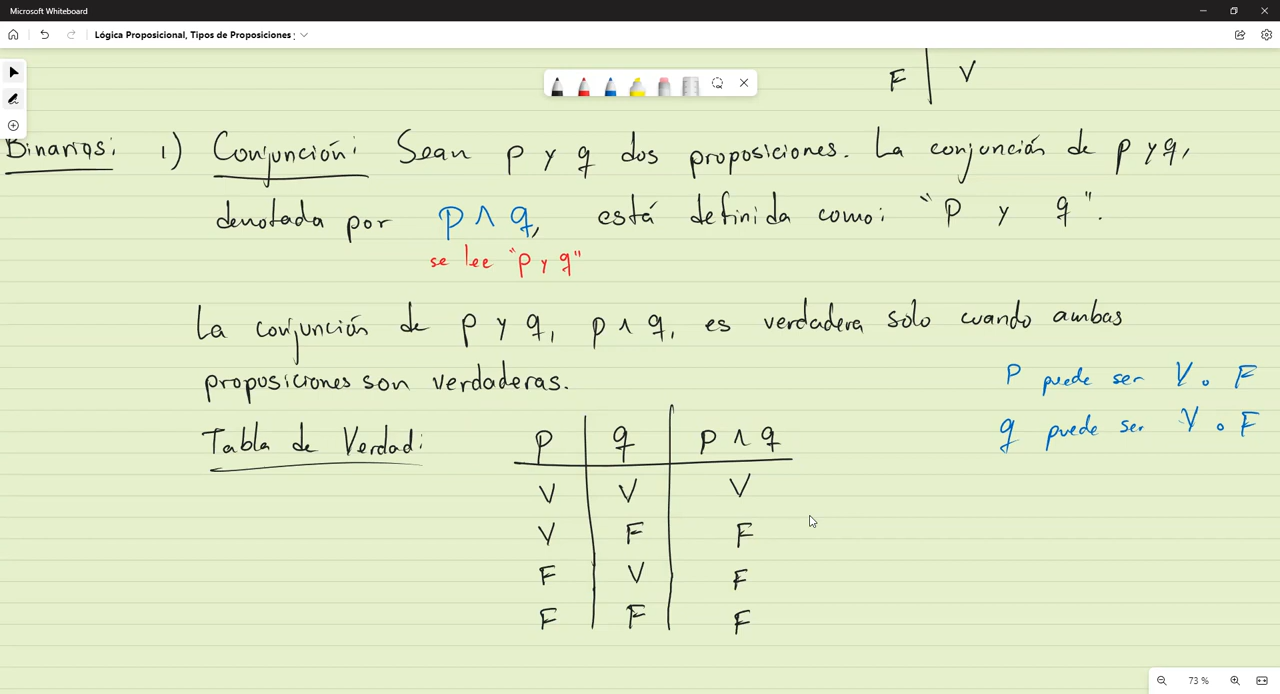 Microsoft Whiteboard
Lógica Proposicional, Tipos de Proposiciones
F | V
Binarios: 1) Conjunción: Sean p y q dos proposiciones. La conjunción de p y q,
denotada por p ∧ q, está definida como: "p y q".
se lee "p y q"
La conjunción de p y q, p ∧ q, es verdadera solo cuando ambas
proposiciones son verdaderas.
P puede ser V o F
q puede ser V o F
Tabla de Verdad:
p | q | p ∧ q
V | V | V
V | F | F
F | V | F
F | F | F
73 %